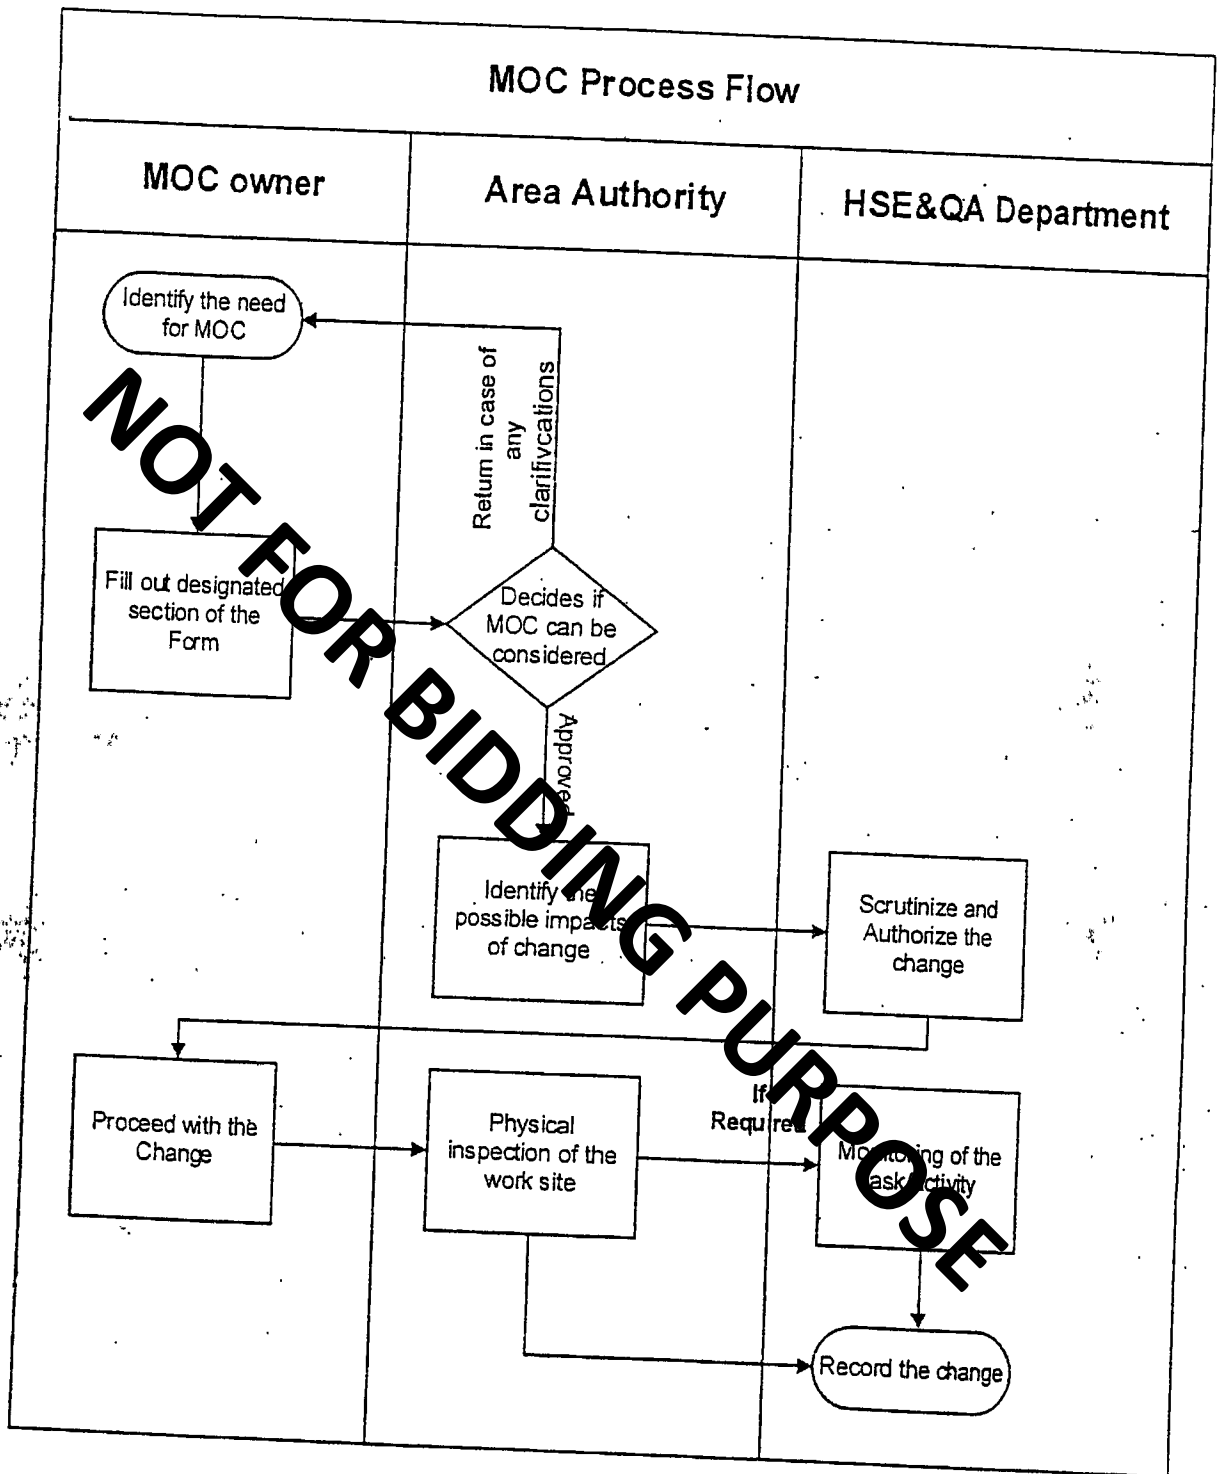 MOC Process Flow
MOC owner
Area Authority
HSE&QA Department
Identify the need
for MOC
Return in case of
any
clarifivcations
Fill out designated
section of the
Form
Decides if
MOC can be
considered
Approved
Identify the
possible impacts
of change
Scrutinize and
Authorize the
change
Proceed with the
Change
Physical
inspection of the
work site
If
Required
Monitoring of the
task/activity
Record the change
NOT FOR BIDDING PURPOSE